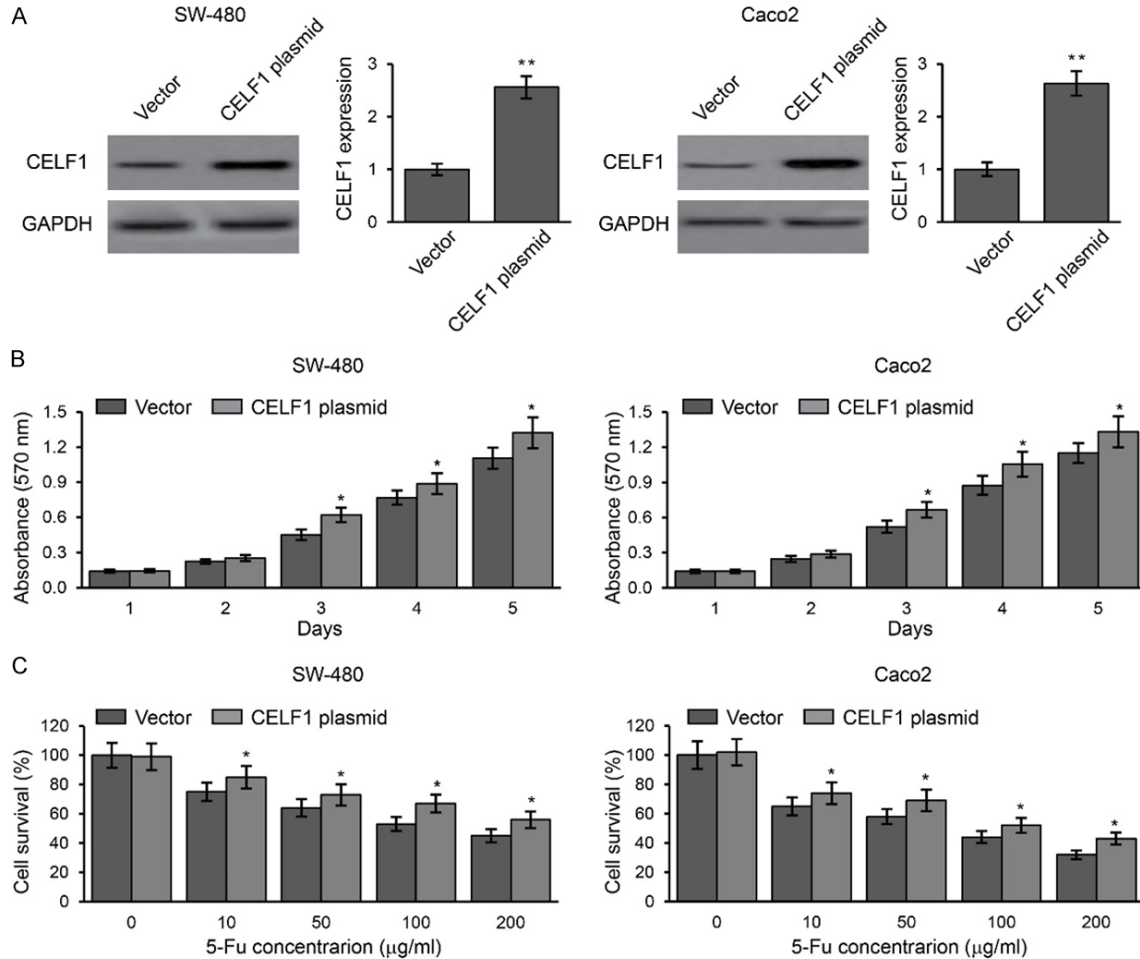 A
SW-480
Vector
CELF1 plasmid
CELF1
GAPDH
CELF1 expression
3
2
1
0
**
Vector
CELF1 plasmid
Caco2
Vector
CELF1 plasmid
CELF1
GAPDH
CELF1 expression
3
2
1
0
**
Vector
CELF1 plasmid
B
SW-480
Vector CELF1 plasmid
Absorbance (570 nm)
1.5
1.2
0.9
0.6
0.3
0.0
* * *
1 2 3 4 5
Days
Caco2
Vector CELF1 plasmid
Absorbance (570 nm)
1.5
1.2
0.9
0.6
0.3
0.0
* * *
1 2 3 4 5
Days
C
SW-480
Vector CELF1 plasmid
Cell survival (%)
120
100
80
60
40
20
0
* * * *
0 10 50 100 200
5-Fu concentrarion (μg/ml)
Caco2
Vector CELF1 plasmid
Cell survival (%)
120
100
80
60
40
20
0
* * * *
0 10 50 100 200
5-Fu concentrarion (μg/ml)